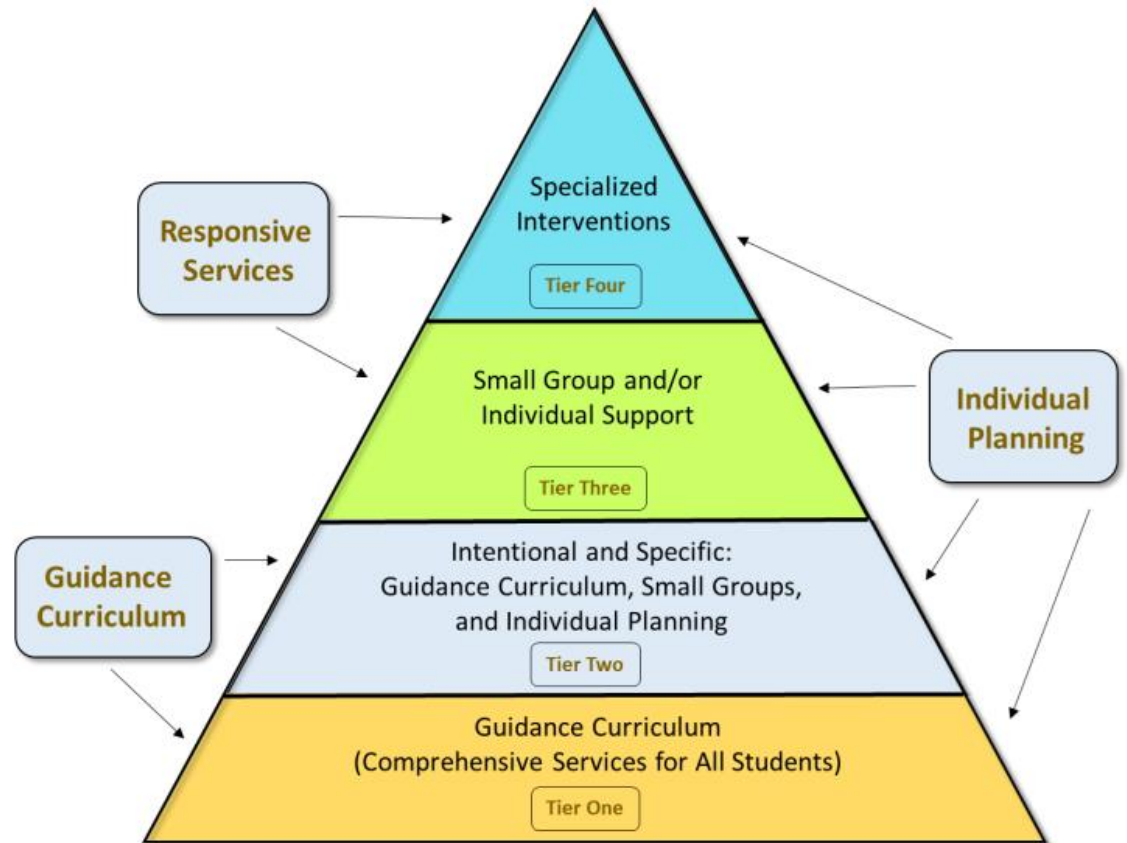 Specialized
Interventions
Tier Four
Responsive
Services
Small Group and/or
Individual Support
Tier Three
Individual
Planning
Intentional and Specific:
Guidance Curriculum, Small Groups,
and Individual Planning
Tier Two
Guidance
Curriculum
Guidance Curriculum
(Comprehensive Services for All Students)
Tier One